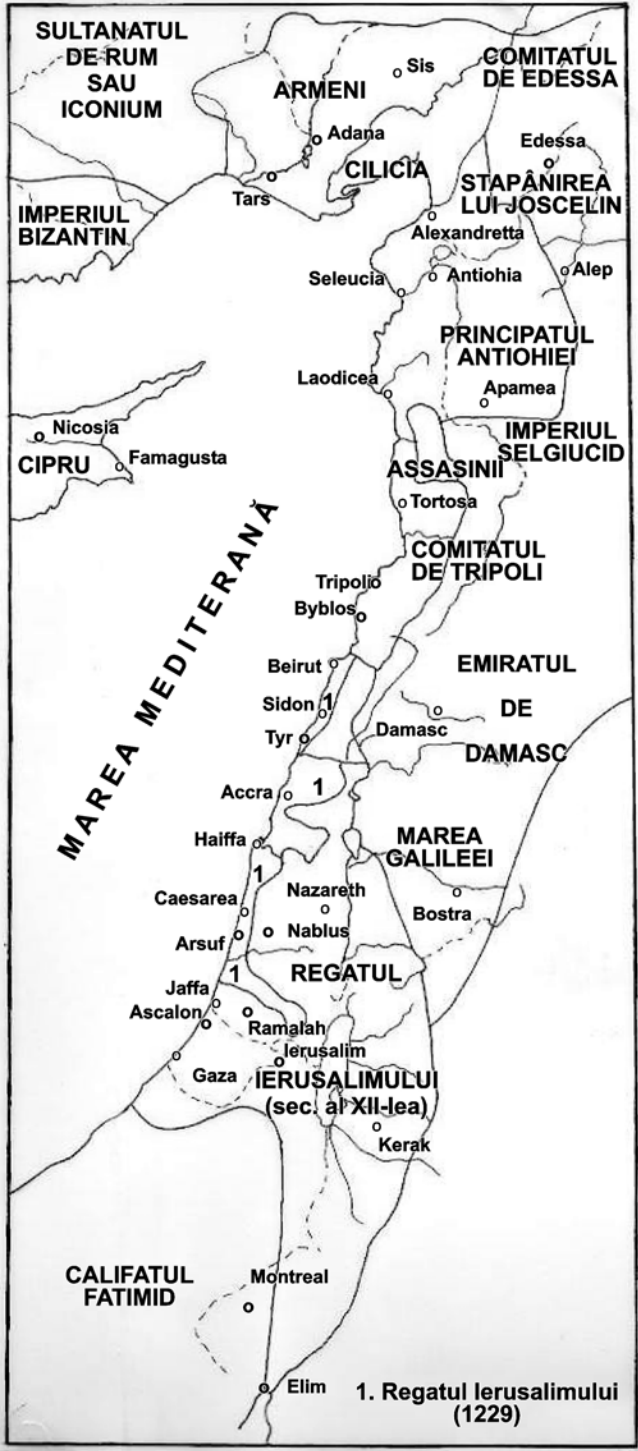 SULTANATUL
DE RUM
SAU
ICONIUM
ARMENI
Sis
COMITATUL
DE EDESSA
Adana
Edessa
CILICIA
Tars
STAPÂNIREA
LUI JOSCELIN
IMPERIUL
BIZANTIN
Alexandretta
Seleucia
Antiohia
Alep
PRINCIPATUL
ANTIOHIEI
Laodicea
Apamea
Nicosia
IMPERIUL
SELGIUCID
CIPRU
Famagusta
ASSASINII
Tortosa
MAREA MEDITERANĂ
COMITATUL
DE TRIPOLI
Tripoli
Byblos
Beirut
EMIRATUL
DE
DAMASC
Sidon
1
Damasc
Tyr
Accra
1
Haiffa
MAREA
GALILEEI
1
Caesarea
Nazareth
Bostra
Arsuf
Nablus
1
REGATUL
Jaffa
Ascalon
Ramalah
Ierusalim
Gaza
IERUSALIMULUI
(sec. al XII-lea)
Kerak
CALIFATUL
FATIMID
Montreal
Elim
1. Regatul Ierusalimului
(1229)